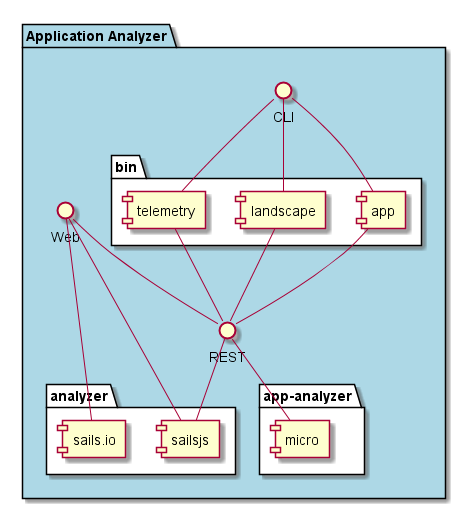 Application Analyzer
CLI
bin
telemetry
landscape
app
Web
REST
analyzer
app-analyzer
sails.io
sailsjs
micro